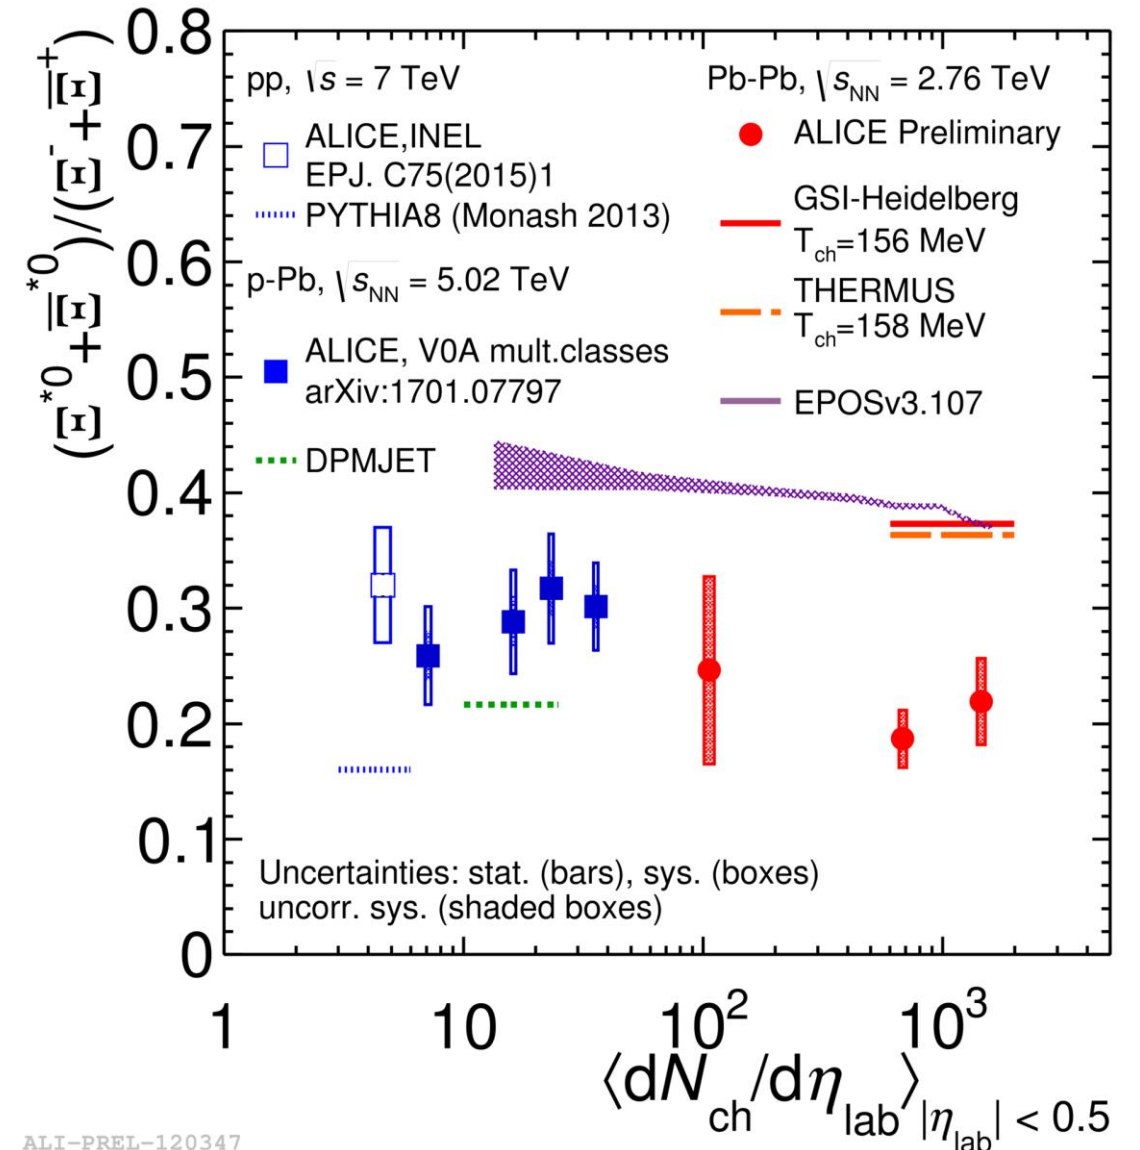 (Ξ*0+Ξ̅*0)/(Ξ-+Ξ̅+)
0.8
0.7
0.6
0.5
0.4
0.3
0.2
0.1
0
pp, √s = 7 TeV
ALICE,INEL
EPJ. C75(2015)1
PYTHIA8 (Monash 2013)
p-Pb, √sNN = 5.02 TeV
ALICE, V0A mult.classes
arXiv:1701.07797
DPMJET
Pb-Pb, √sNN = 2.76 TeV
ALICE Preliminary
GSI-Heidelberg
Tch=156 MeV
THERMUS
Tch=158 MeV
EPOSv3.107
Uncertainties: stat. (bars), sys. (boxes)
uncorr. sys. (shaded boxes)
1 10 10² 10³
⟨dNch/dηlab⟩|ηlab| < 0.5
ALI-PREL-120347